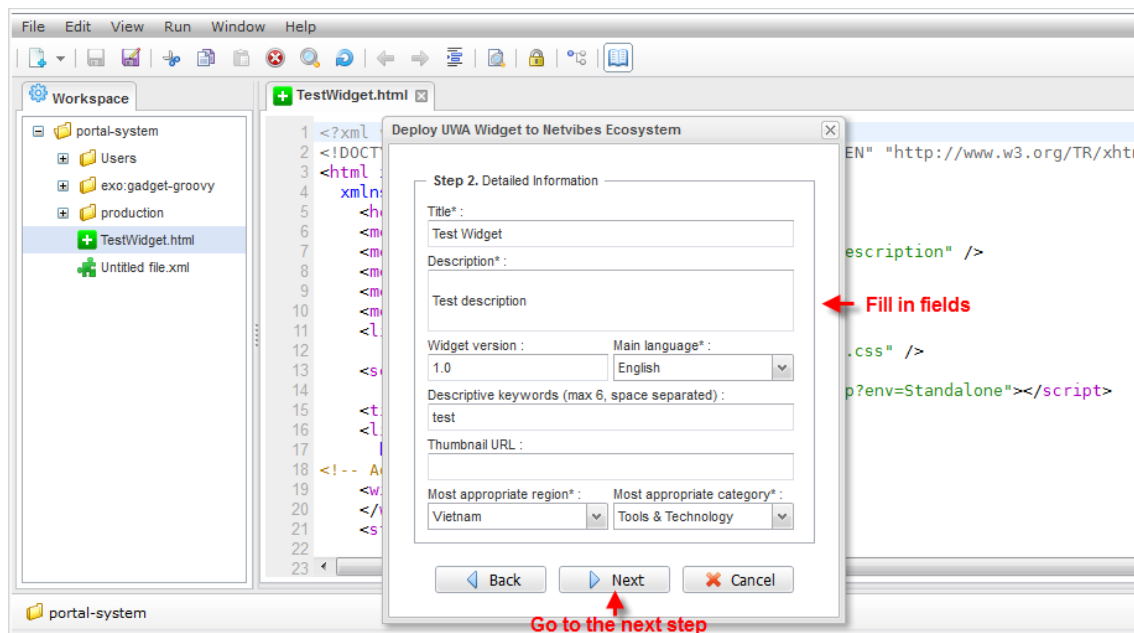 File Edit View Run Window Help
Workspace
TestWidget.html
portal-system
Users
exo:gadget-groovy
production
TestWidget.html
Untitled file.xml
1 <?xml
2 <!DOCT EN" "http://www.w3.org/TR/xht
3 <html
4 xmln
5 <h
6 <m
7 <m escription" />
8 <m
9 <m
10 <m
11 <l
12 .css" />
13 <s
14 p?env=Standalone"></script>
15 <t
16 <l
17
18 <!-- A
19 <w
20 </
21 <s
22
23
Deploy UWA Widget to Netvibes Ecosystem
Step 2. Detailed Information
Title* :
Test Widget
Description* :
Test description
Widget version : Main language* :
1.0 English
Descriptive keywords (max 6, space separated) :
test
Thumbnail URL :
Most appropriate region* : Most appropriate category* :
Vietnam Tools & Technology
Back Next Cancel
Fill in fields
Go to the next step
portal-system